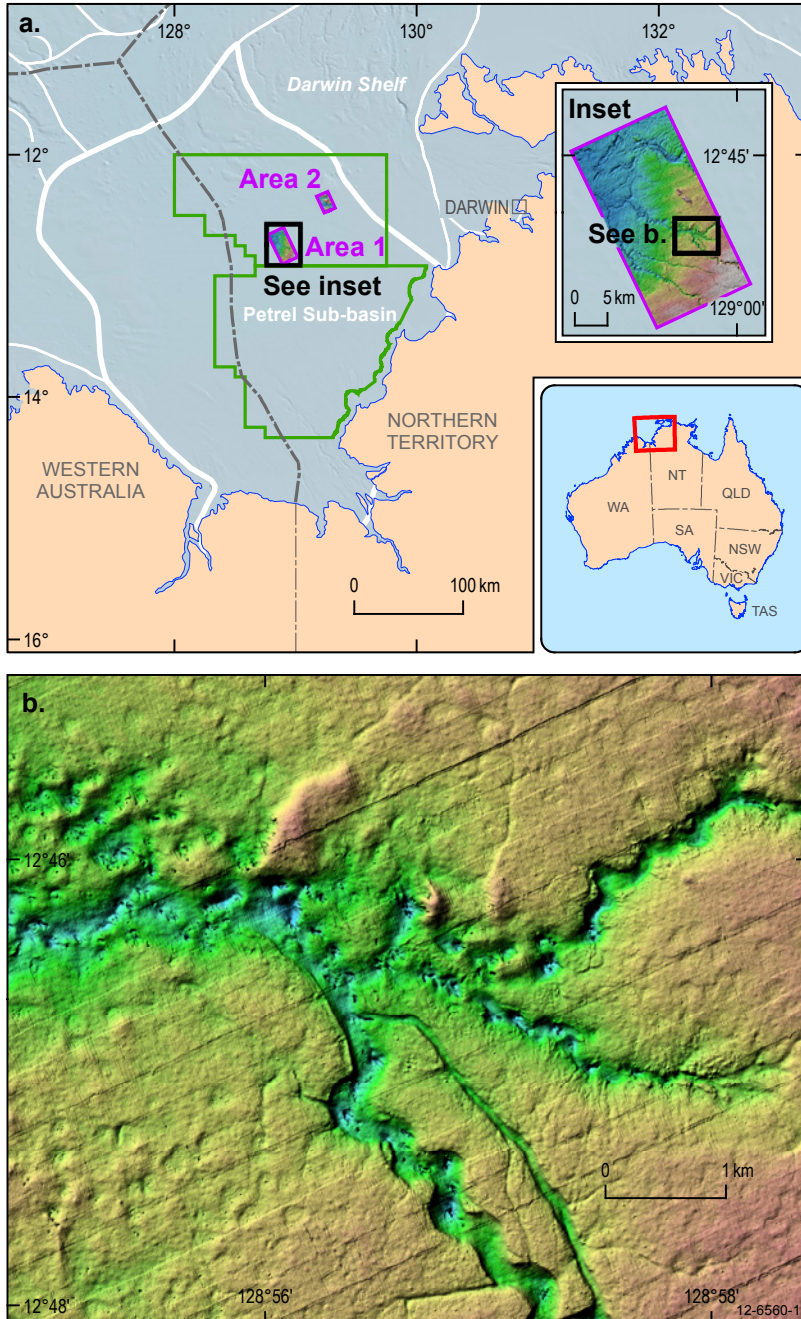 a.
128°
130°
132°
Darwin Shelf
Inset
12°
12°45'
Area 2
DARWIN
Area 1
See b.
See inset
0 5 km
129°00'
Petrel Sub-basin
14°
NORTHERN
TERRITORY
WESTERN
AUSTRALIA
NT
QLD
WA
SA
NSW
VIC
TAS
0 100 km
16°
b.
12°46'
0 1 km
12°48'
128°56'
128°58'
12-6560-1